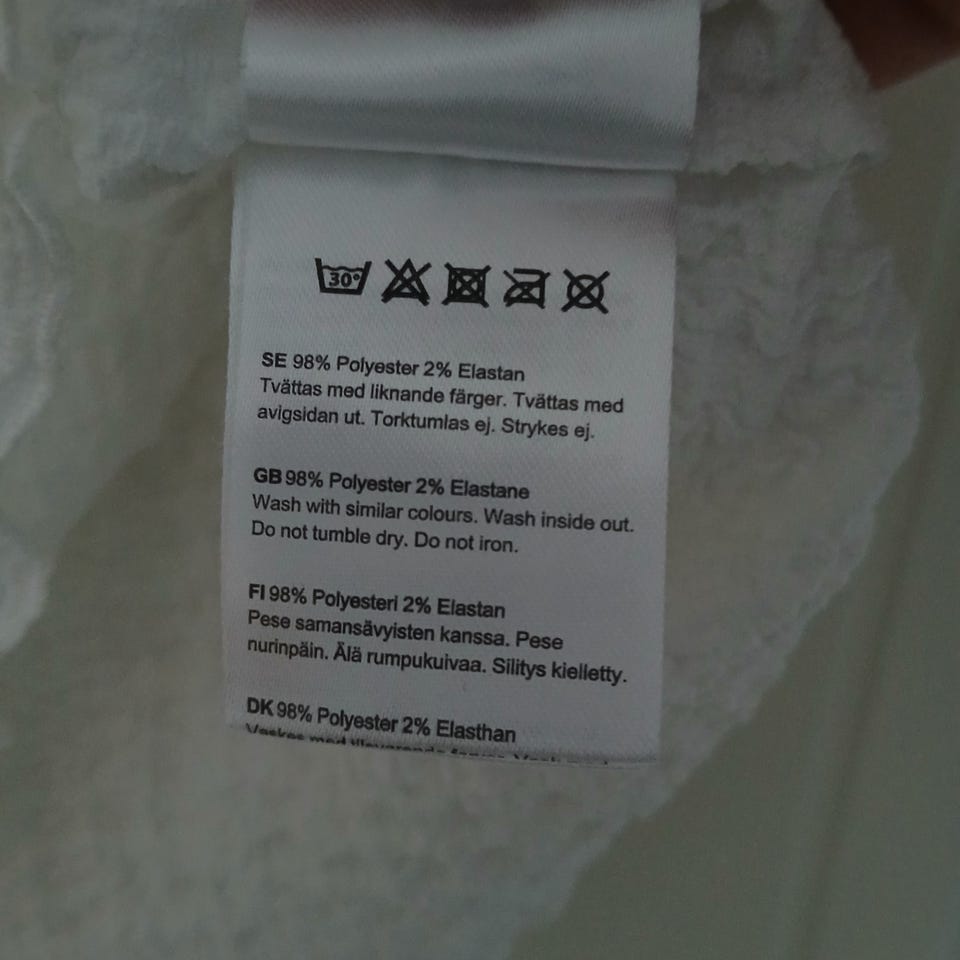 30°
SE 98% Polyester 2% Elastan
Tvättas med liknande färger. Tvättas med
avigsidan ut. Torktumlas ej. Strykes ej.
GB 98% Polyester 2% Elastane
Wash with similar colours. Wash inside out.
Do not tumble dry. Do not iron.
FI 98% Polyesteri 2% Elastan
Pese samansävyisten kanssa. Pese
nurinpäin. Älä rumpukuivaa. Silitys kielletty.
DK 98% Polyester 2% Elasthan
Vaskes med